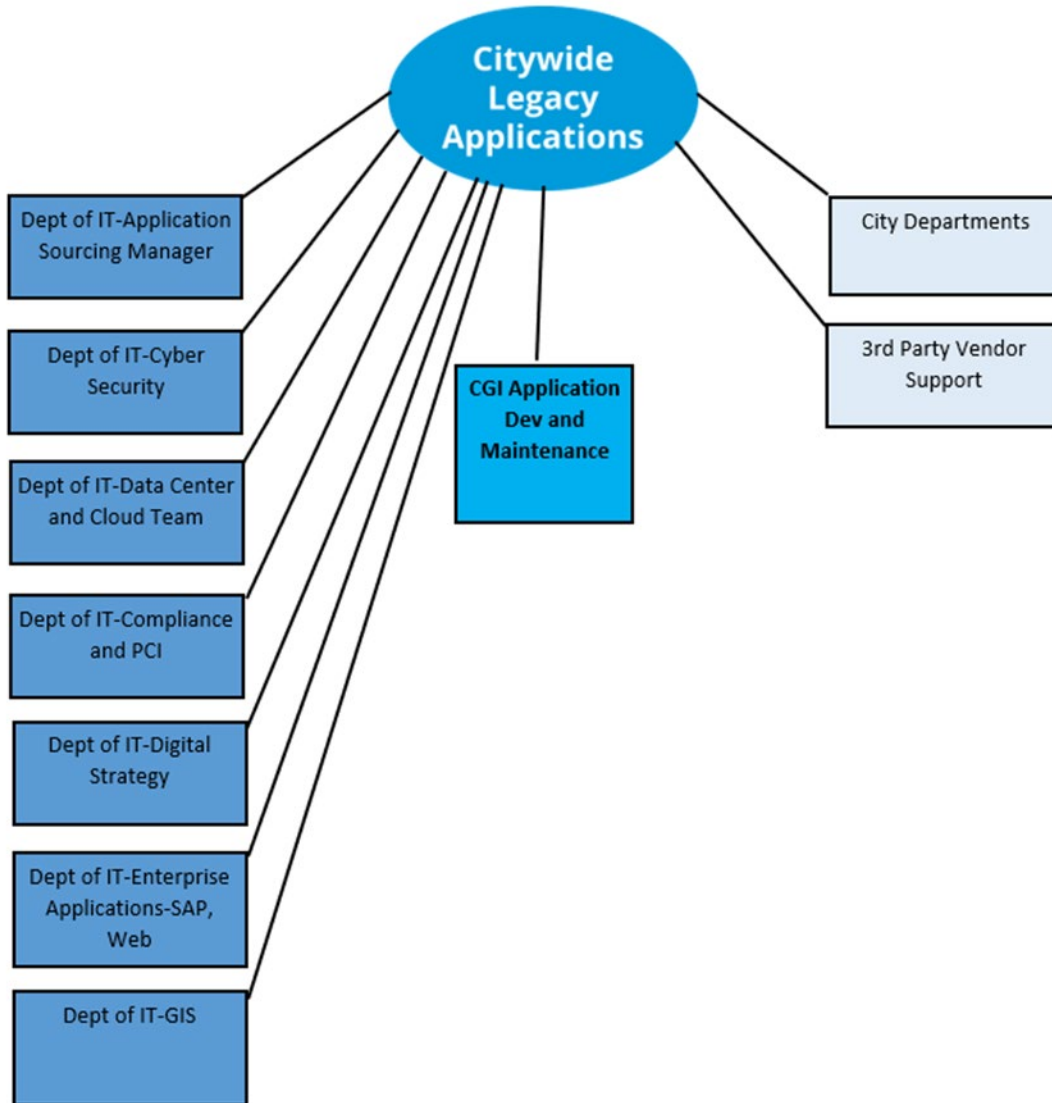 Citywide
Legacy
Applications
Dept of IT-Application
Sourcing Manager
Dept of IT-Cyber
Security
Dept of IT-Data Center
and Cloud Team
Dept of IT-Compliance
and PCI
Dept of IT-Digital
Strategy
Dept of IT-Enterprise
Applications-SAP,
Web
Dept of IT-GIS
CGI Application
Dev and
Maintenance
City Departments
3rd Party Vendor
Support